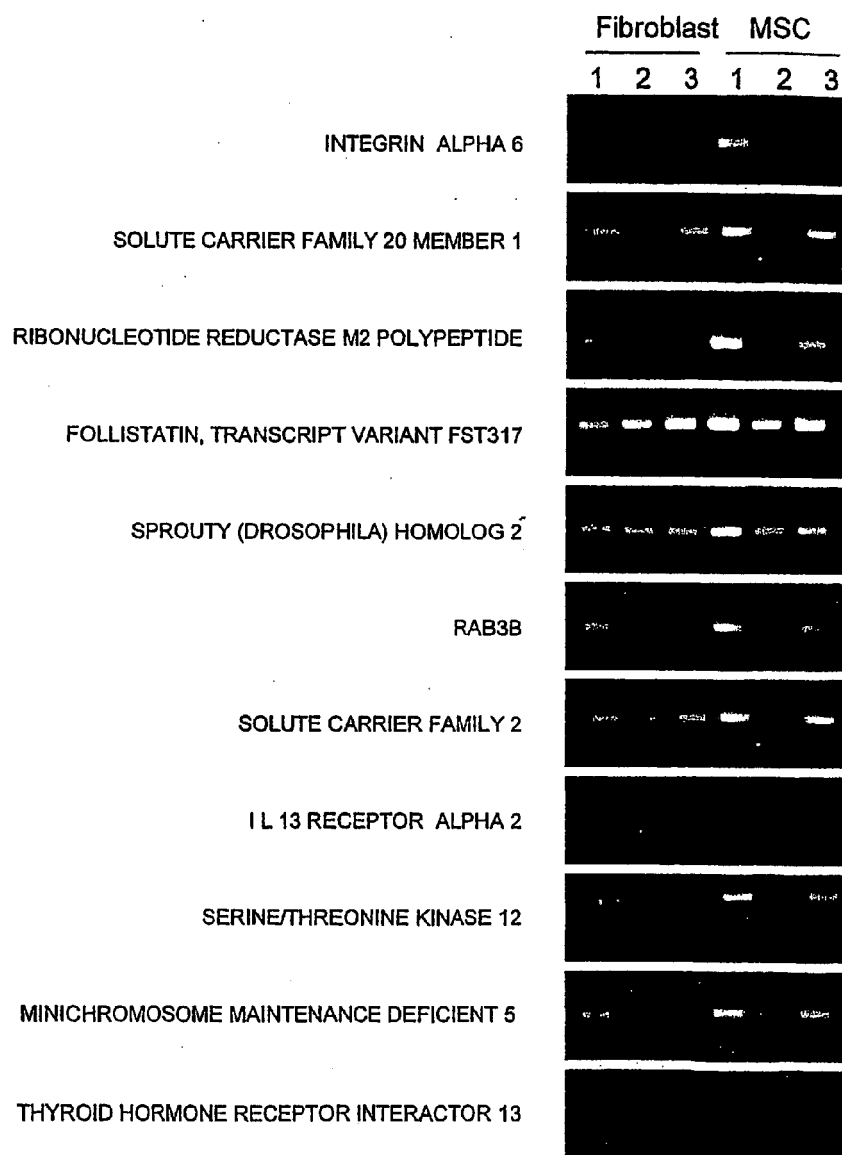 Fibroblast MSC
1 2 3 1 2 3
INTEGRIN ALPHA 6
SOLUTE CARRIER FAMILY 20 MEMBER 1
RIBONUCLEOTIDE REDUCTASE M2 POLYPEPTIDE
FOLLISTATIN, TRANSCRIPT VARIANT FST317
SPROUTY (DROSOPHILA) HOMOLOG 2
RAB3B
SOLUTE CARRIER FAMILY 2
I L 13 RECEPTOR ALPHA 2
SERINE/THREONINE KINASE 12
MINICHROMOSOME MAINTENANCE DEFICIENT 5
THYROID HORMONE RECEPTOR INTERACTOR 13